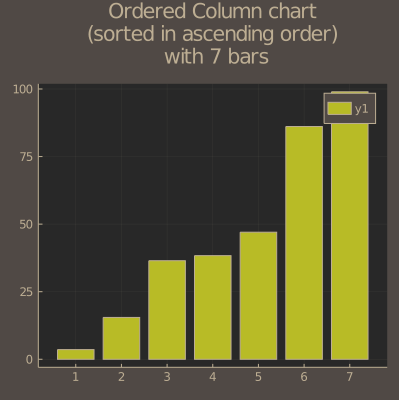 Ordered Column chart
(sorted in ascending order)
with 7 bars
100
75
50
25
0
y1
1 2 3 4 5 6 7